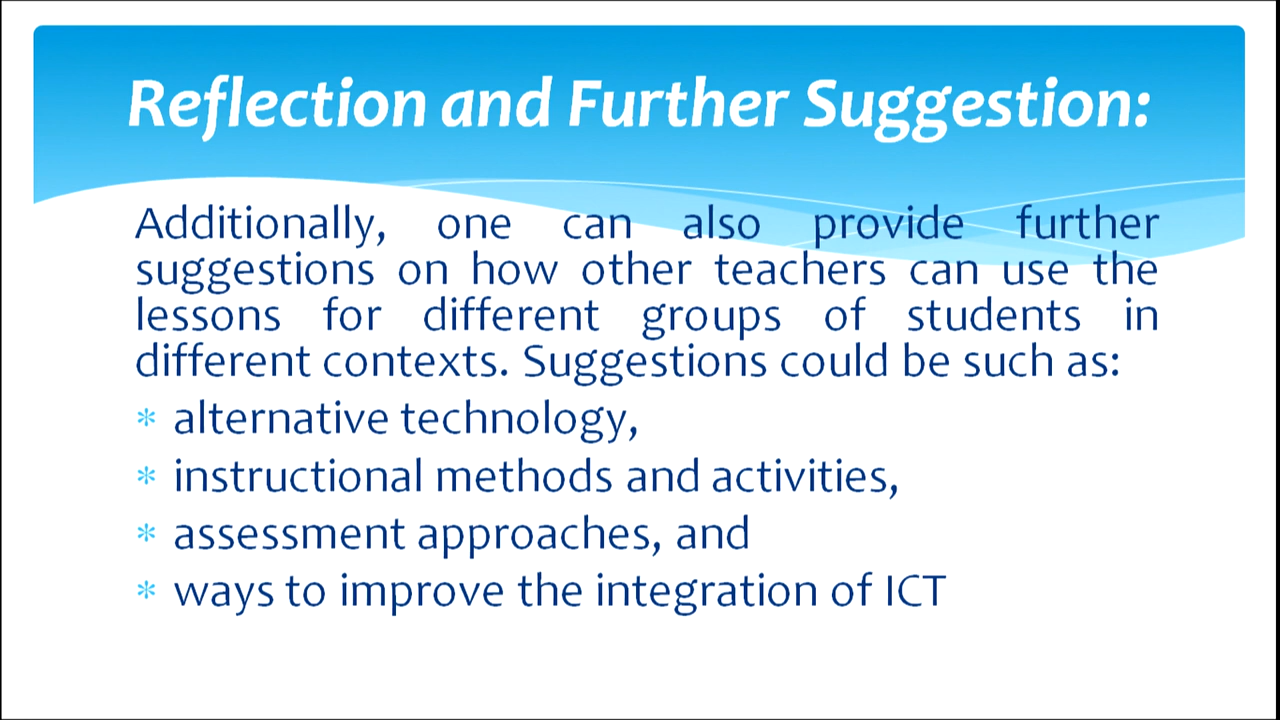 Reflection and Further Suggestion:
Additionally, one can also provide further
suggestions on how other teachers can use the
lessons for different groups of students in
different contexts. Suggestions could be such as:
* alternative technology,
* instructional methods and activities,
* assessment approaches, and
* ways to improve the integration of ICT